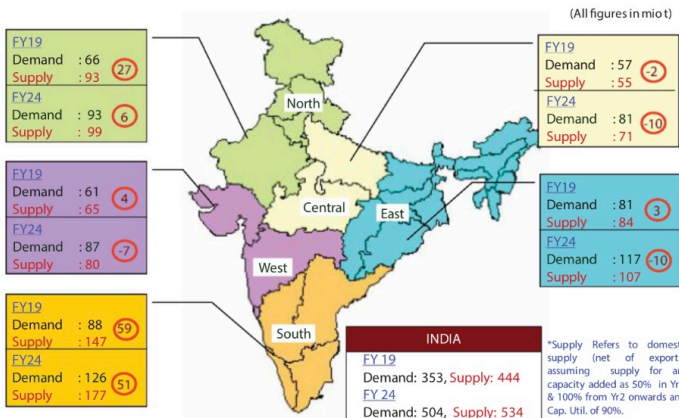 (All figures in mio t)
FY19
Demand : 66
Supply : 93
27
FY24
Demand : 93
Supply : 99
6
FY19
Demand : 57
Supply : 55
-2
FY24
Demand : 81
Supply : 71
-10
FY19
Demand : 61
Supply : 65
4
FY24
Demand : 87
Supply : 80
-7
FY19
Demand : 81
Supply : 84
3
FY24
Demand : 117
Supply : 107
-10
FY19
Demand : 88
Supply : 147
59
FY24
Demand : 126
Supply : 177
51
North
Central
East
West
South
INDIA
FY 19
Demand: 353, Supply: 444
FY 24
Demand: 504, Supply: 534
*Supply Refers to domest
supply (net of export
assuming supply for an
capacity added as 50% in Yr
& 100% from Yr2 onwards an
Cap. Util. of 90%.